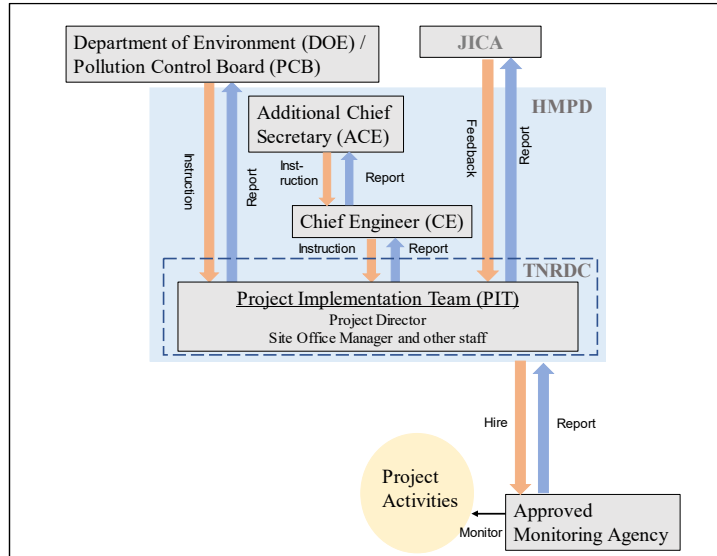 Department of Environment (DOE) /
Pollution Control Board (PCB)
JICA
HMPD
Additional Chief
Secretary (ACE)
Instruction
Report
Inst-
ruction
Report
Feedback
Report
Chief Engineer (CE)
Instruction
Report
TNRDC
Project Implementation Team (PIT)
Project Director
Site Office Manager and other staff
Hire
Report
Project
Activities
Monitor
Approved
Monitoring Agency